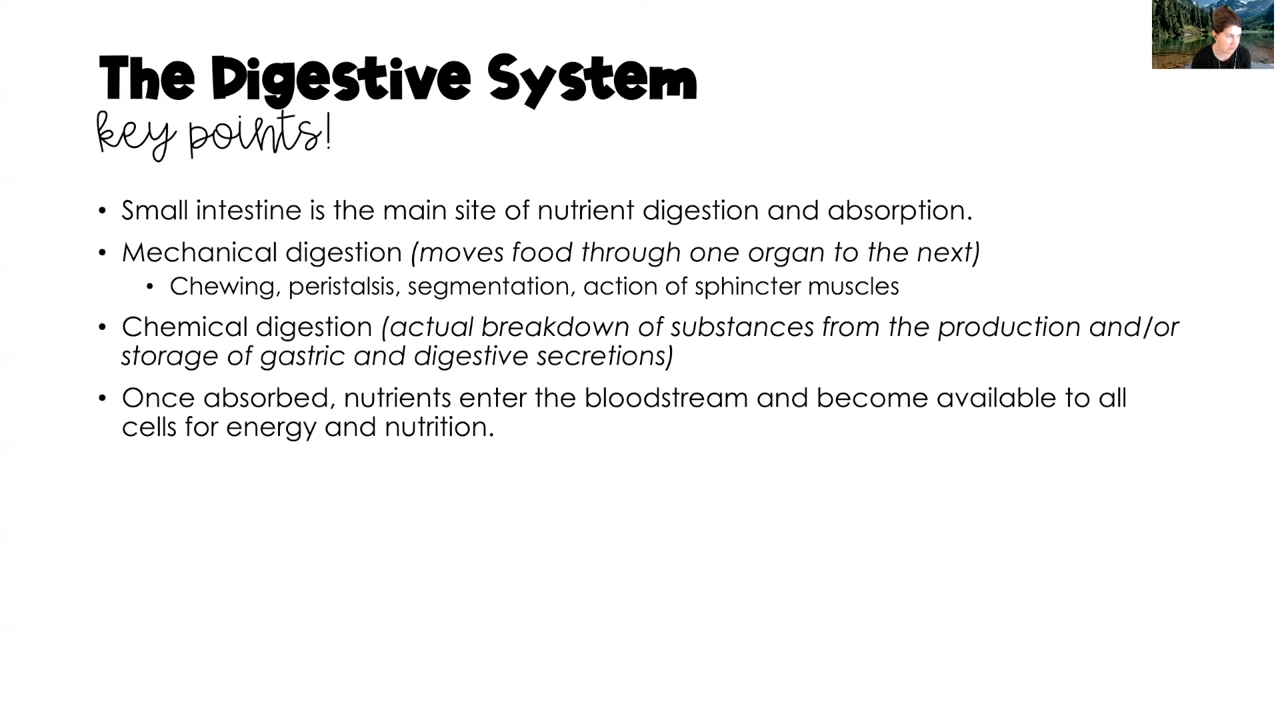 The Digestive System
key points!
• Small intestine is the main site of nutrient digestion and absorption.
• Mechanical digestion (moves food through one organ to the next)
• Chewing, peristalsis, segmentation, action of sphincter muscles
• Chemical digestion (actual breakdown of substances from the production and/or
storage of gastric and digestive secretions)
• Once absorbed, nutrients enter the bloodstream and become available to all
cells for energy and nutrition.